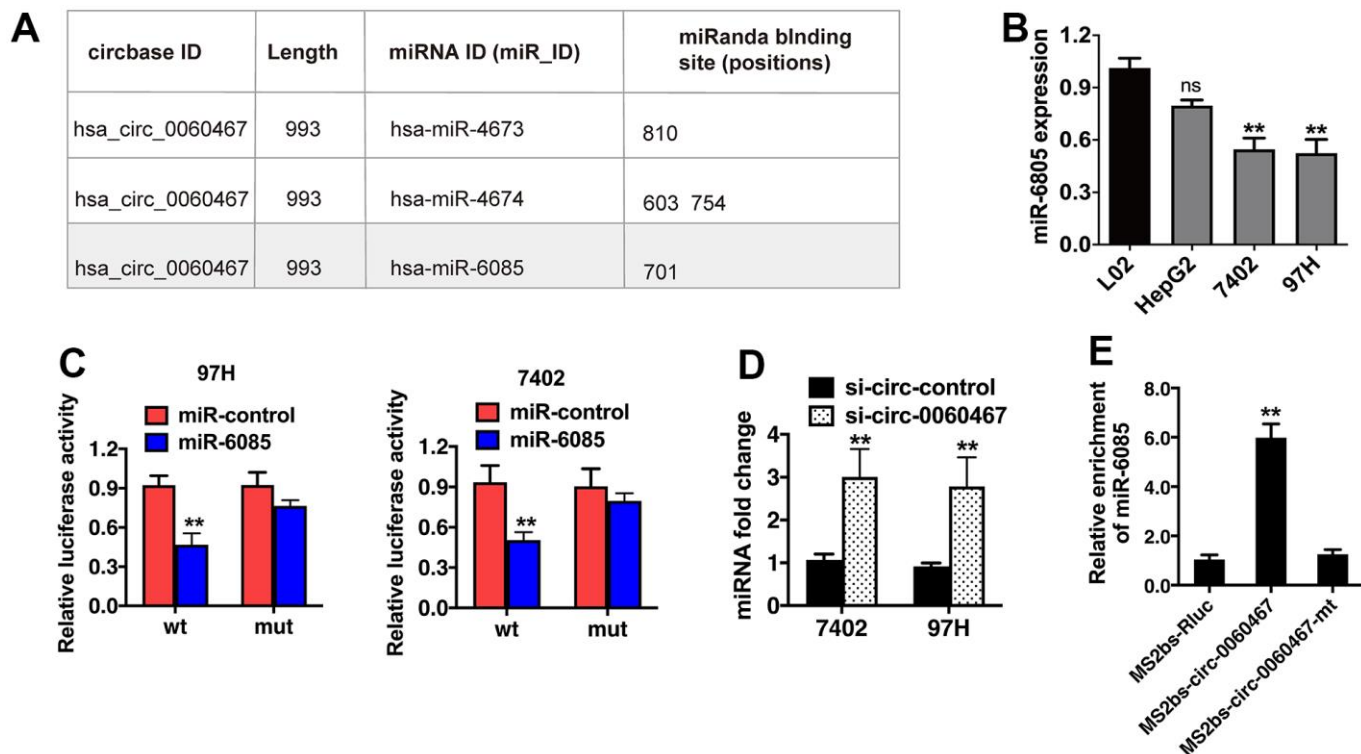 A
circbase ID Length miRNA ID (miR_ID) miRanda bInding
site (positions)
hsa_circ_0060467 993 hsa-miR-4673 810
hsa_circ_0060467 993 hsa-miR-4674 603 754
hsa_circ_0060467 993 hsa-miR-6085 701
B
miR-6805 expression
1.2
0.9
0.6
0.3
0.0
ns
**
**
L02
HepG2
7402
97H
C
97H
miR-control
miR-6085
Relative luciferase activity
1.2
0.9
0.6
0.3
0.0
**
wt mut
7402
miR-control
miR-6085
Relative luciferase activity
1.2
0.9
0.6
0.3
0.0
**
wt mut
D
si-circ-control
si-circ-0060467
miRNA fold change
4
3
2
1
0
**
**
7402 97H
E
Relative enrichment
of miR-6085
8.0
6.0
4.0
2.0
0.0
**
MS2bs-Rluc
MS2bs-circ-0060467
MS2bs-circ-0060467-mt